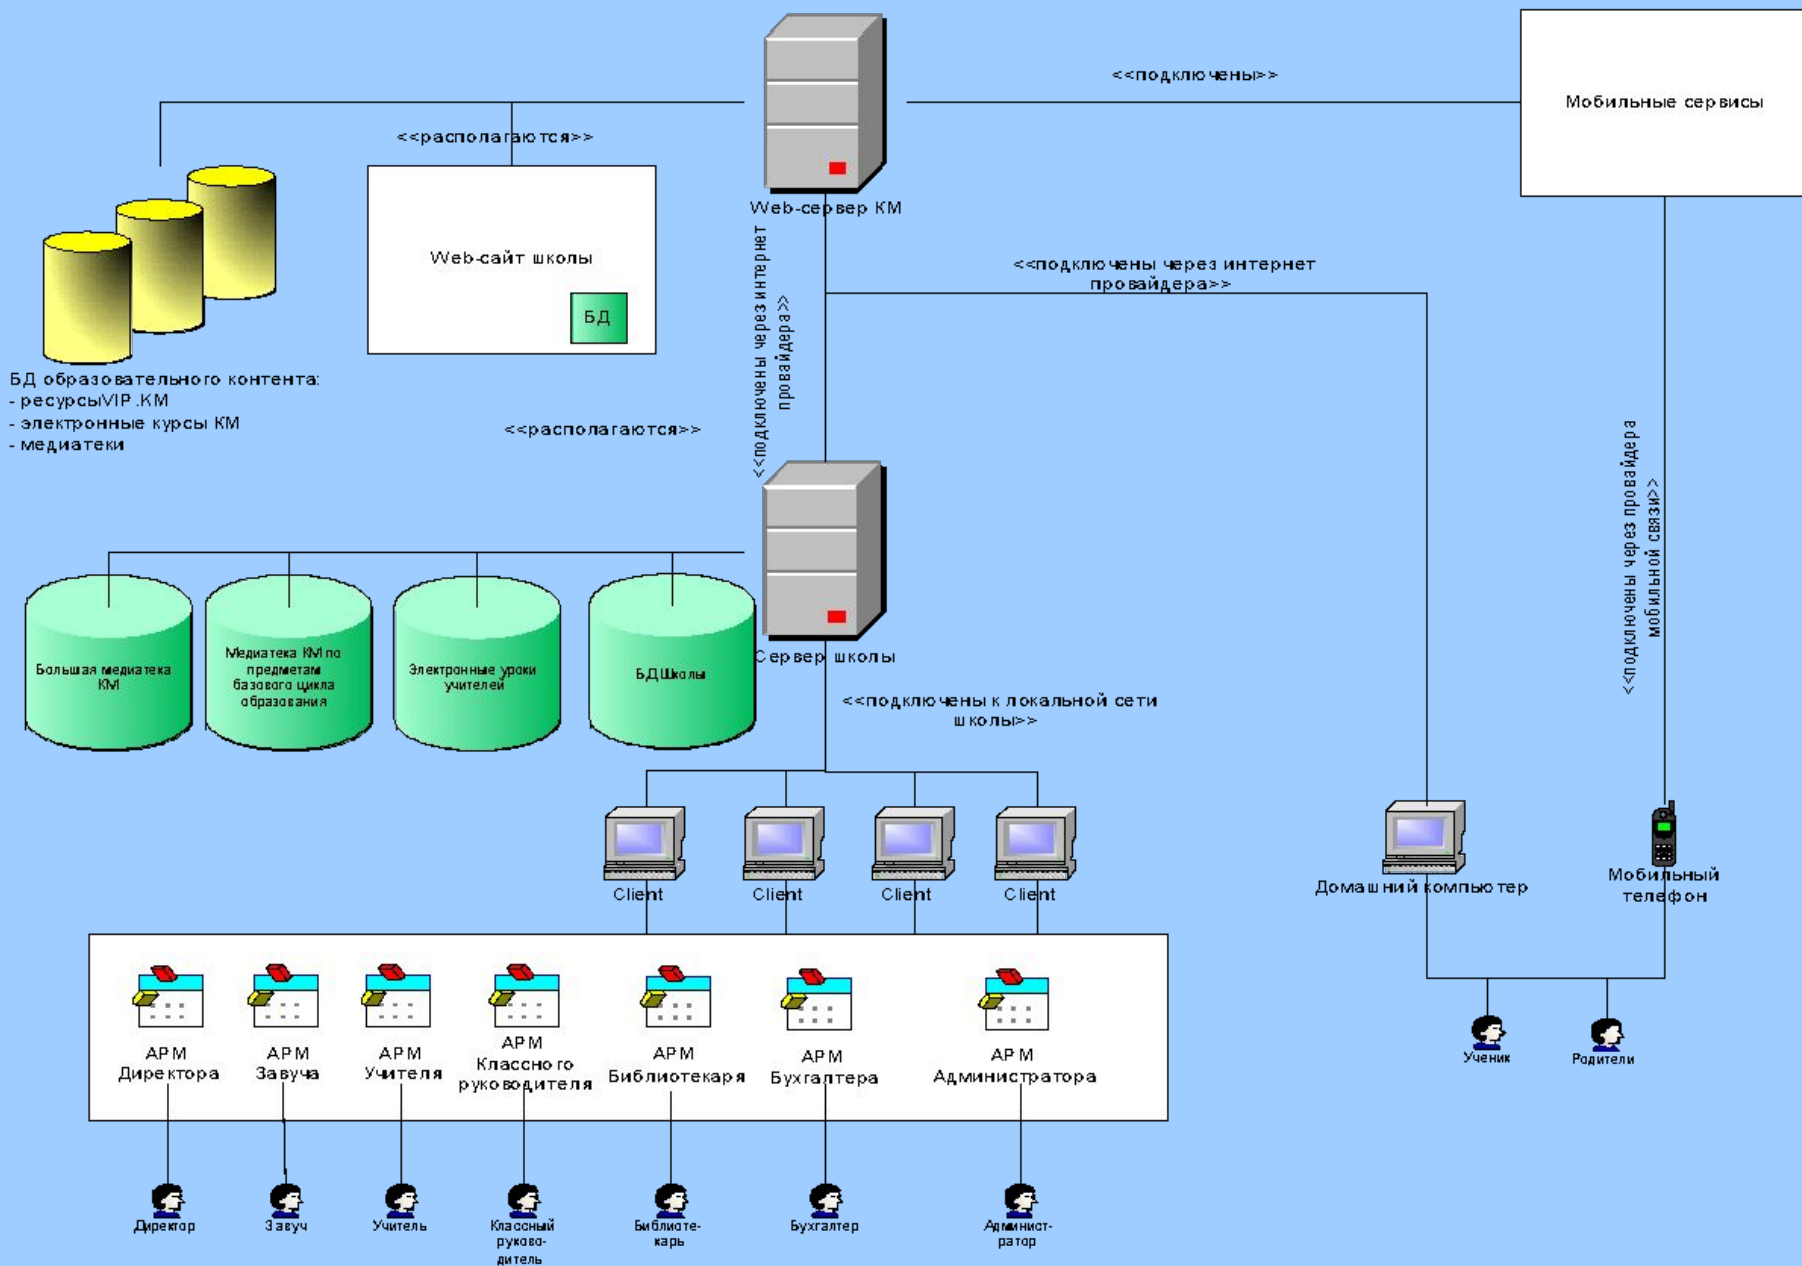 <<подключены>>
Мобильные сервисы
<<располагаются>>
Web-сервер КМ
Web-сайт школы
БД
<<подключены через интернет
провайдера>>
<<подключены через интернет
провайдера>>
БД образовательного контента:
- ресурсыVIP.КМ
- электронные курсы КМ
- медиатеки
<<располагаются>>
<<подключены через провайдера
мобильной связи>>
Большая медиатека
КМ
Медиатека КМ по
предметам
базового цикла
образования
Электронные уроки
учителей
БД Школы
Сервер школы
<<подключены к локальной сети
школы>>
Client
Client
Client
Client
Домашний компьютер
Мобильный
телефон
АРМ
Директора
АРМ
Завуча
АРМ
Учителя
АРМ
Классного
руководителя
АРМ
Библиотекаря
АРМ
Бухгалтера
АРМ
Администратора
Ученик
Родители
Директор
Завуч
Учитель
Классный
руково-
дитель
Библиоте-
карь
Бухгалтер
Админист-
ратор